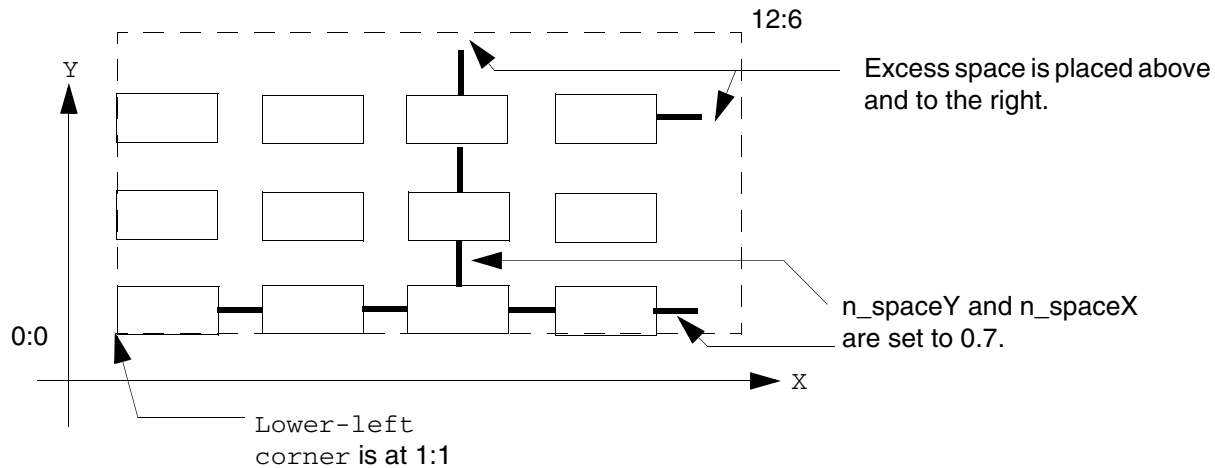 12:6
Y
Excess space is placed above
and to the right.
n_spaceY and n_spaceX
are set to 0.7.
0:0
X
Lower-left
corner is at 1:1